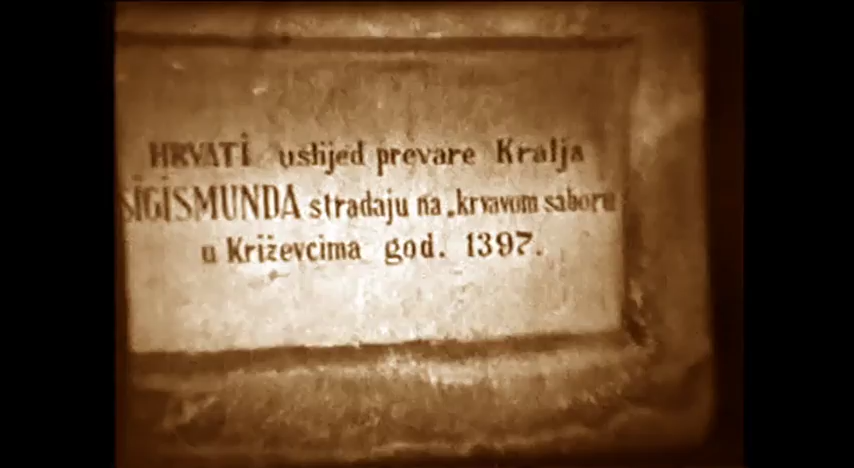 HRVATI uslijed prevare Kralja
SIGISMUNDA stradaju na „krvavom saboru
u Križevcima god. 1397.